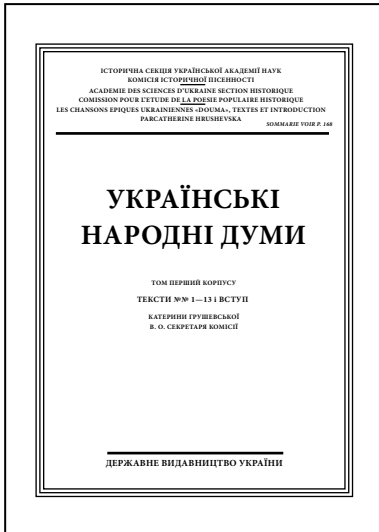 ІСТОРИЧНА СЕКЦІЯ УКРАЇНСЬКОЇ АКАДЕМІЇ НАУК
КОМІСІЯ ІСТОРИЧНОЇ ПІСЕННОСТІ
ACADEMIE DES SCIENCES D'UKRAINE SECTION HISTORIQUE
COMISSION POUR L'ETUDE DE LA POESIE POPULAIRE HISTORIQUE
LES CHANSONS EPIQUES UKRAINIENNES «DOUMA», TEXTES ET INTRODUCTION
PARCATHERINE HRUSHEVSKA
SOMMARIE VOIR P. 168
УКРАЇНСЬКІ
НАРОДНІ ДУМИ
ТОМ ПЕРШИЙ КОРПУСУ
ТЕКСТИ №№ 1—13 і ВСТУП
КАТЕРИНИ ГРУШЕВСЬКОЇ
В. О. СЕКРЕТАРЯ КОМІСІЇ
ДЕРЖАВНЕ ВИДАВНИЦТВО УКРАЇНИ